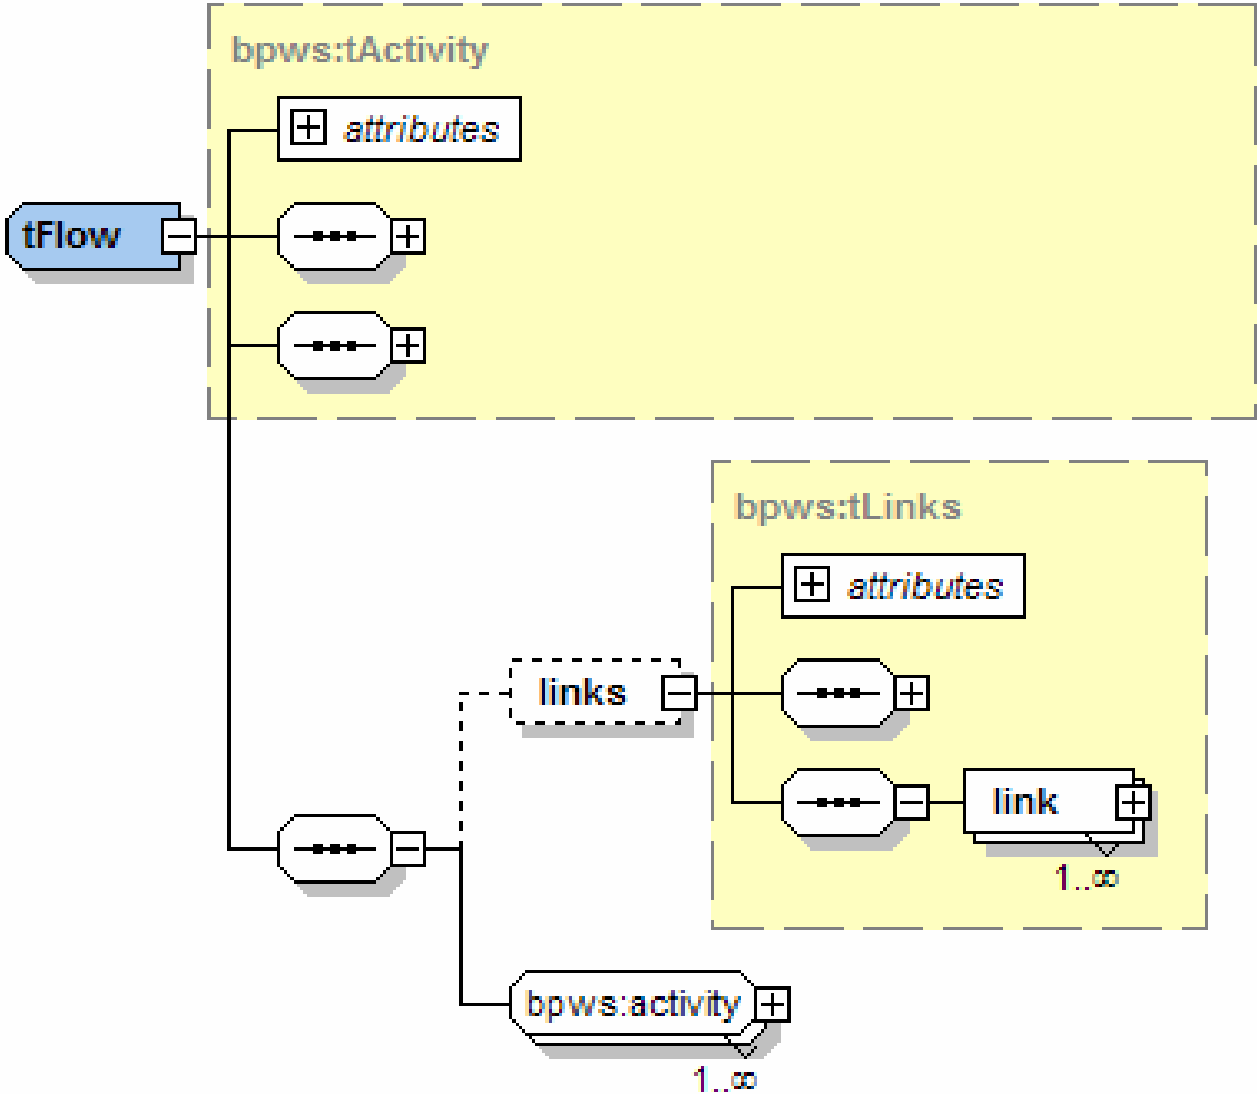 bpws:tActivity
attributes
tFlow
bpws:tLinks
attributes
links
link
1..∞
bpws:activity
1..∞